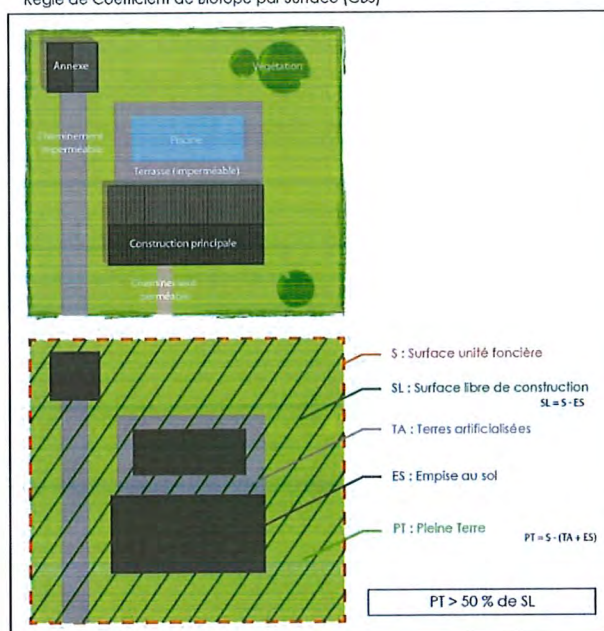 Règle de Coefficient de Biotope par Surface (CBS)
Annexe
Végétation
Cheminement
imperméable
Piscine
Terrasse (imperméable)
Construction principale
Cheminement
perméable
S : Surface unité foncière
SL : Surface libre de construction
SL = S - ES
TA : Terres artificialisées
ES : Empise au sol
PT : Pleine Terre
PT = S - (TA + ES)
PT > 50 % de SL